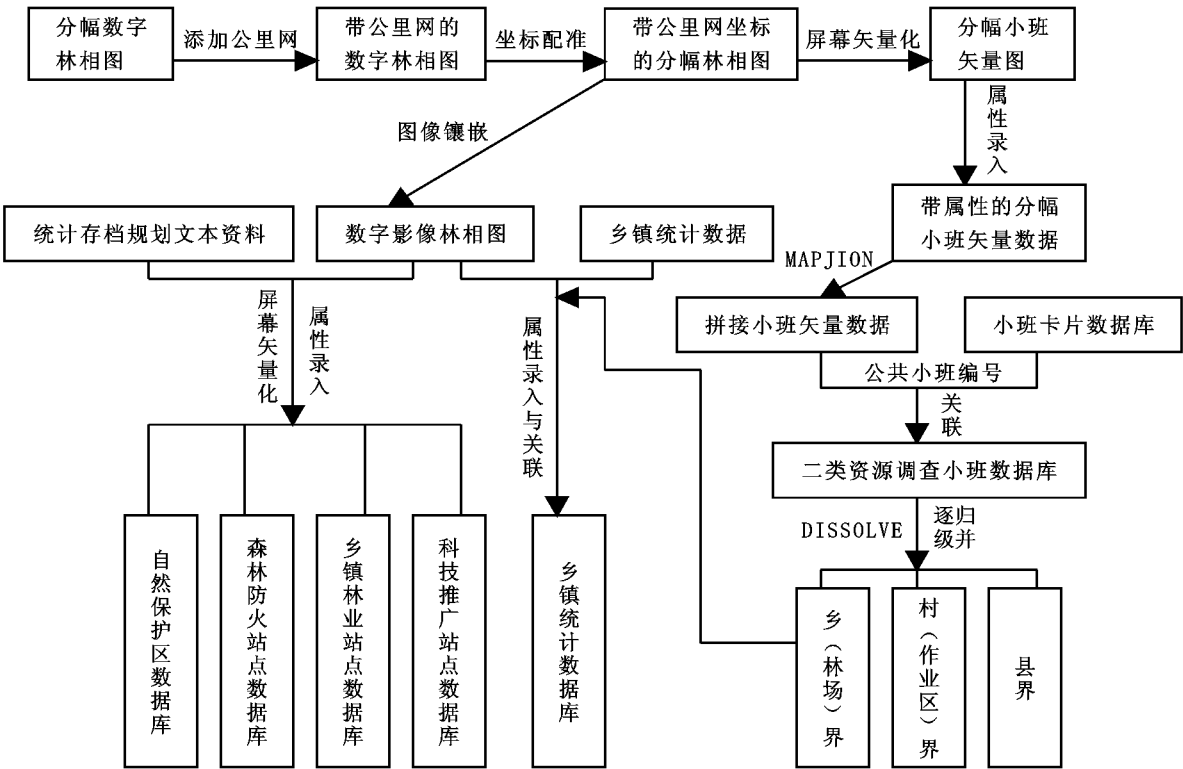 分幅数字
林相图
添加公里网
带公里网的
数字林相图
坐标配准
带公里网坐标
的分幅林相图
屏幕矢量化
分幅小班
矢量图
图像镶嵌
属性录入
统计存档规划文本资料
数字影像林相图
乡镇统计数据
带属性的分幅
小班矢量数据
MAPJION
拼接小班矢量数据
小班卡片数据库
屏幕矢量化
属性录入
属性录入与关联
公共小班编号
关联
二类资源调查小班数据库
DISSOLVE
逐归
级并
自然保护区数据库
森林防火站点数据库
乡镇林业站点数据库
科技推广站点数据库
乡镇统计数据库
乡（林场）界
村（作业区）界
县界